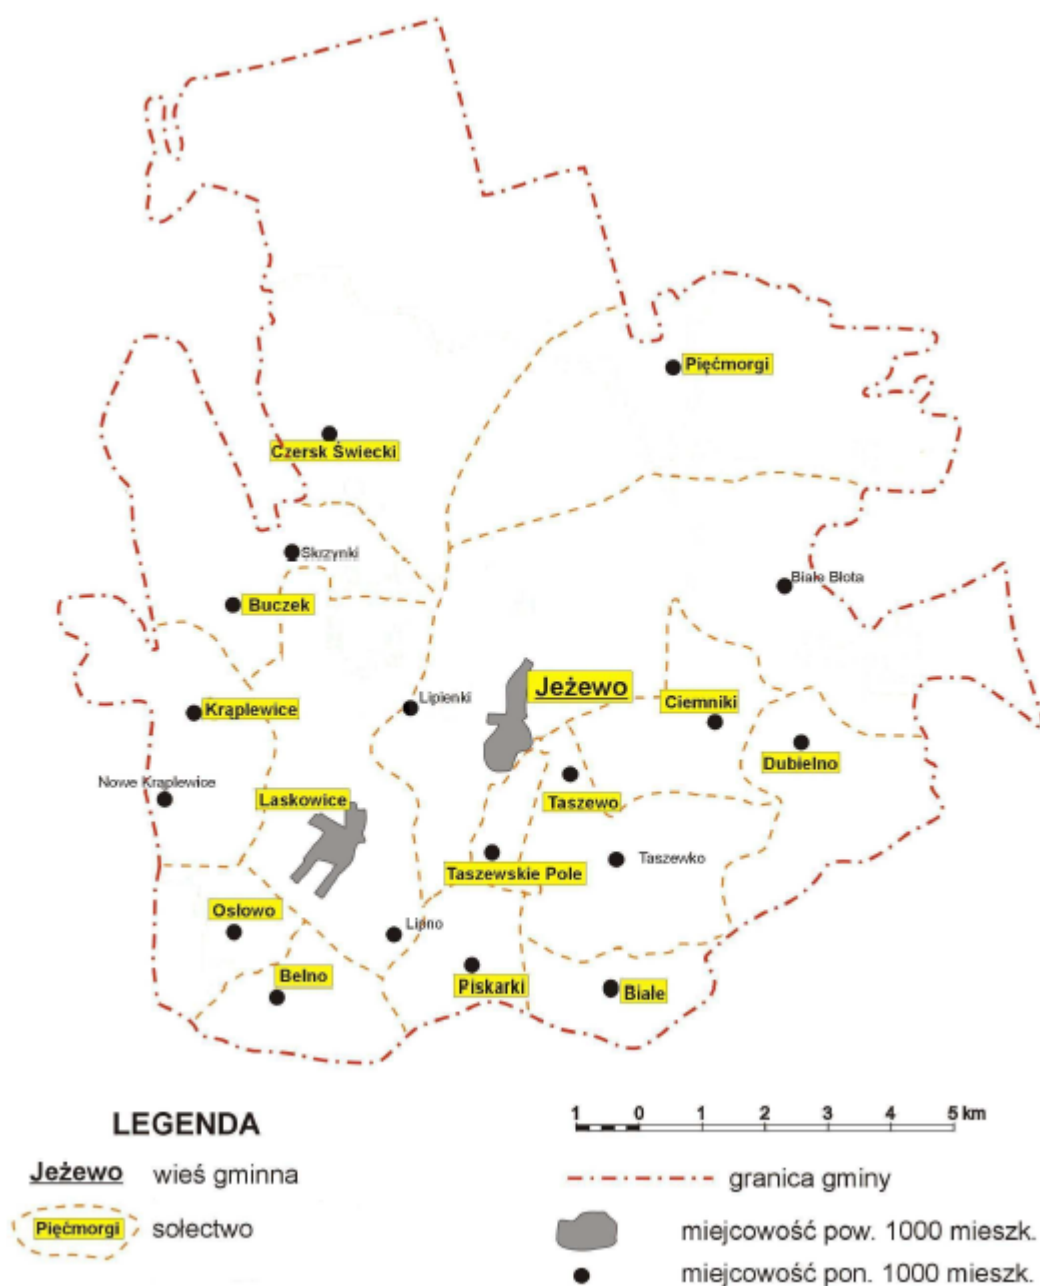 Pięćmorgi
Czersk Świecki
Skrzynki
Białe Błota
Buczek
Jeżewo
Lipienki
Ciemniki
Krąplewice
Dubielno
Nowe Krąplewice
Laskowice
Taszewo
Taszewko
Taszewskie Pole
Osłowo
Lipno
Belno
Piskarki
Białe
LEGENDA
1 0 1 2 3 4 5 km
Jeżewo wieś gminna
granica gminy
Pięćmorgi sołectwo
miejcowość pow. 1000 mieszk.
miejcowość pon. 1000 mieszk.